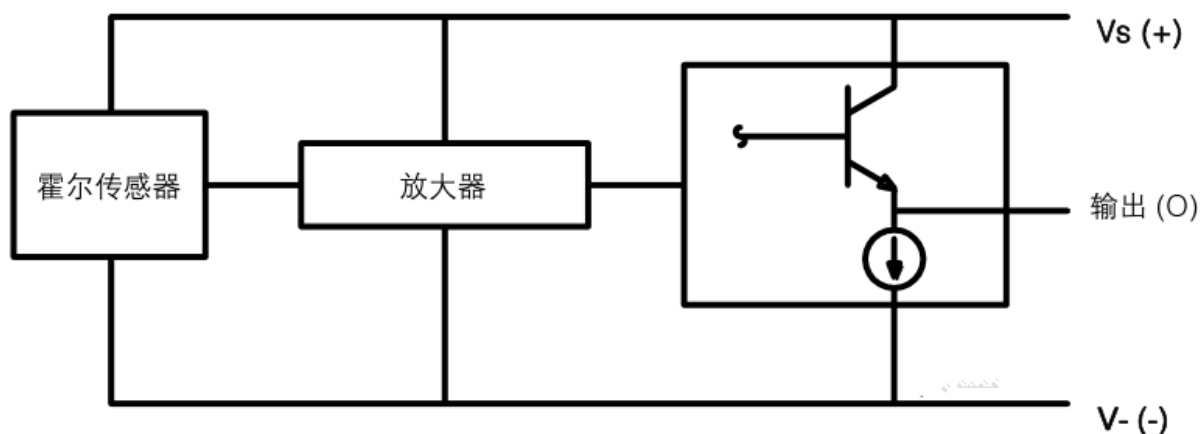 Vs (+)
霍尔传感器
放大器
输出 (O)
V- (-)